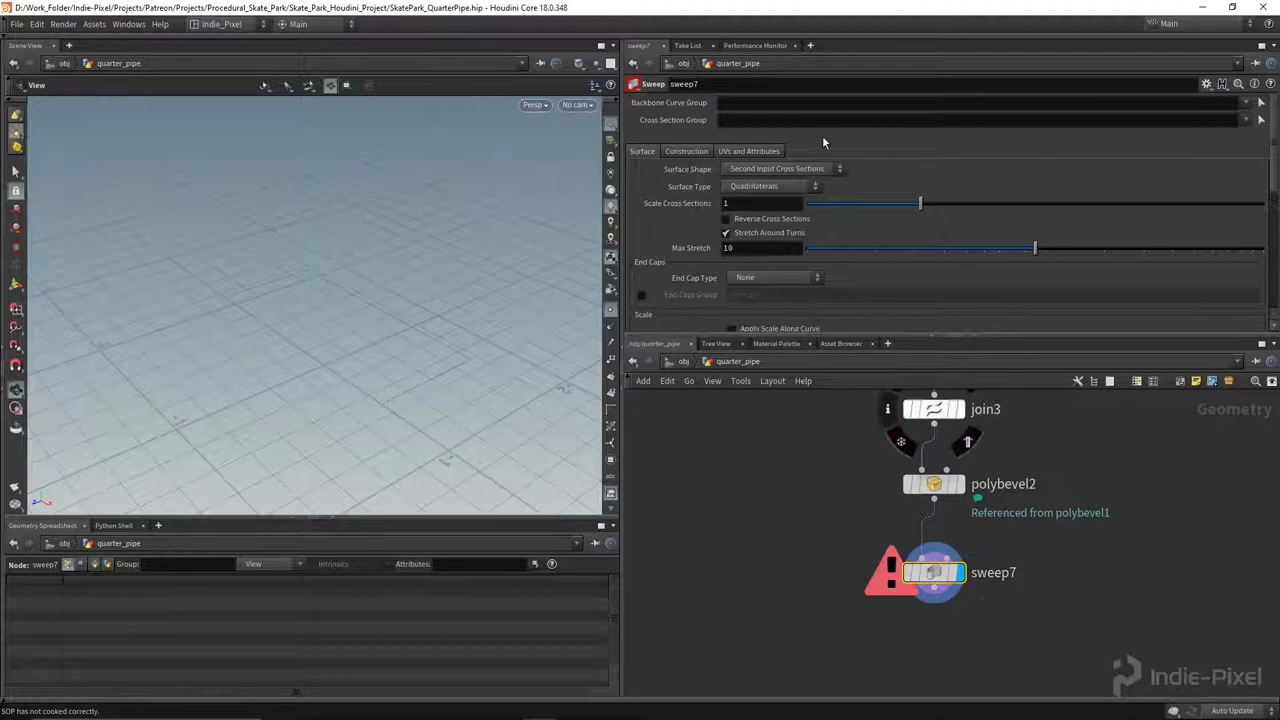 D:\Work_Folder/Indie-Pixel/Projects/Patreon/Projects/Procedural_Skate_Park/Skate_Park_Houdini_Project/SkatePark_QuarterPipe.hip - Houdini Core 18.0.348
File Edit Render Assets Windows Help Indie_Pixel Main Main
Scene View
obj quarter_pipe
View
Persp No cam
sweep7 Take List Performance Monitor
obj quarter_pipe
Sweep sweep7
Backbone Curve Group
Cross Section Group
Surface Construction UVs and Attributes
Surface Shape Second Input Cross Sections
Surface Type Quadrilaterals
Scale Cross Sections 1
Reverse Cross Sections
Stretch Around Turns
Max Stretch 10
End Caps
End Cap Type None
End Caps Group
Scale
Apply Scale Along Curve
/obj/quarter_pipe Tree View Material Palette Asset Browser
obj quarter_pipe
Add Edit Go View Tools Layout Help
Geometry
join3
polybevel2
Referenced from polybevel1
sweep7
Indie-Pixel
Geometry Spreadsheet Python Shell
obj quarter_pipe
Node: sweep7 Group: View Intrinsics Attributes:
SOP has not cooked correctly.
Auto Update